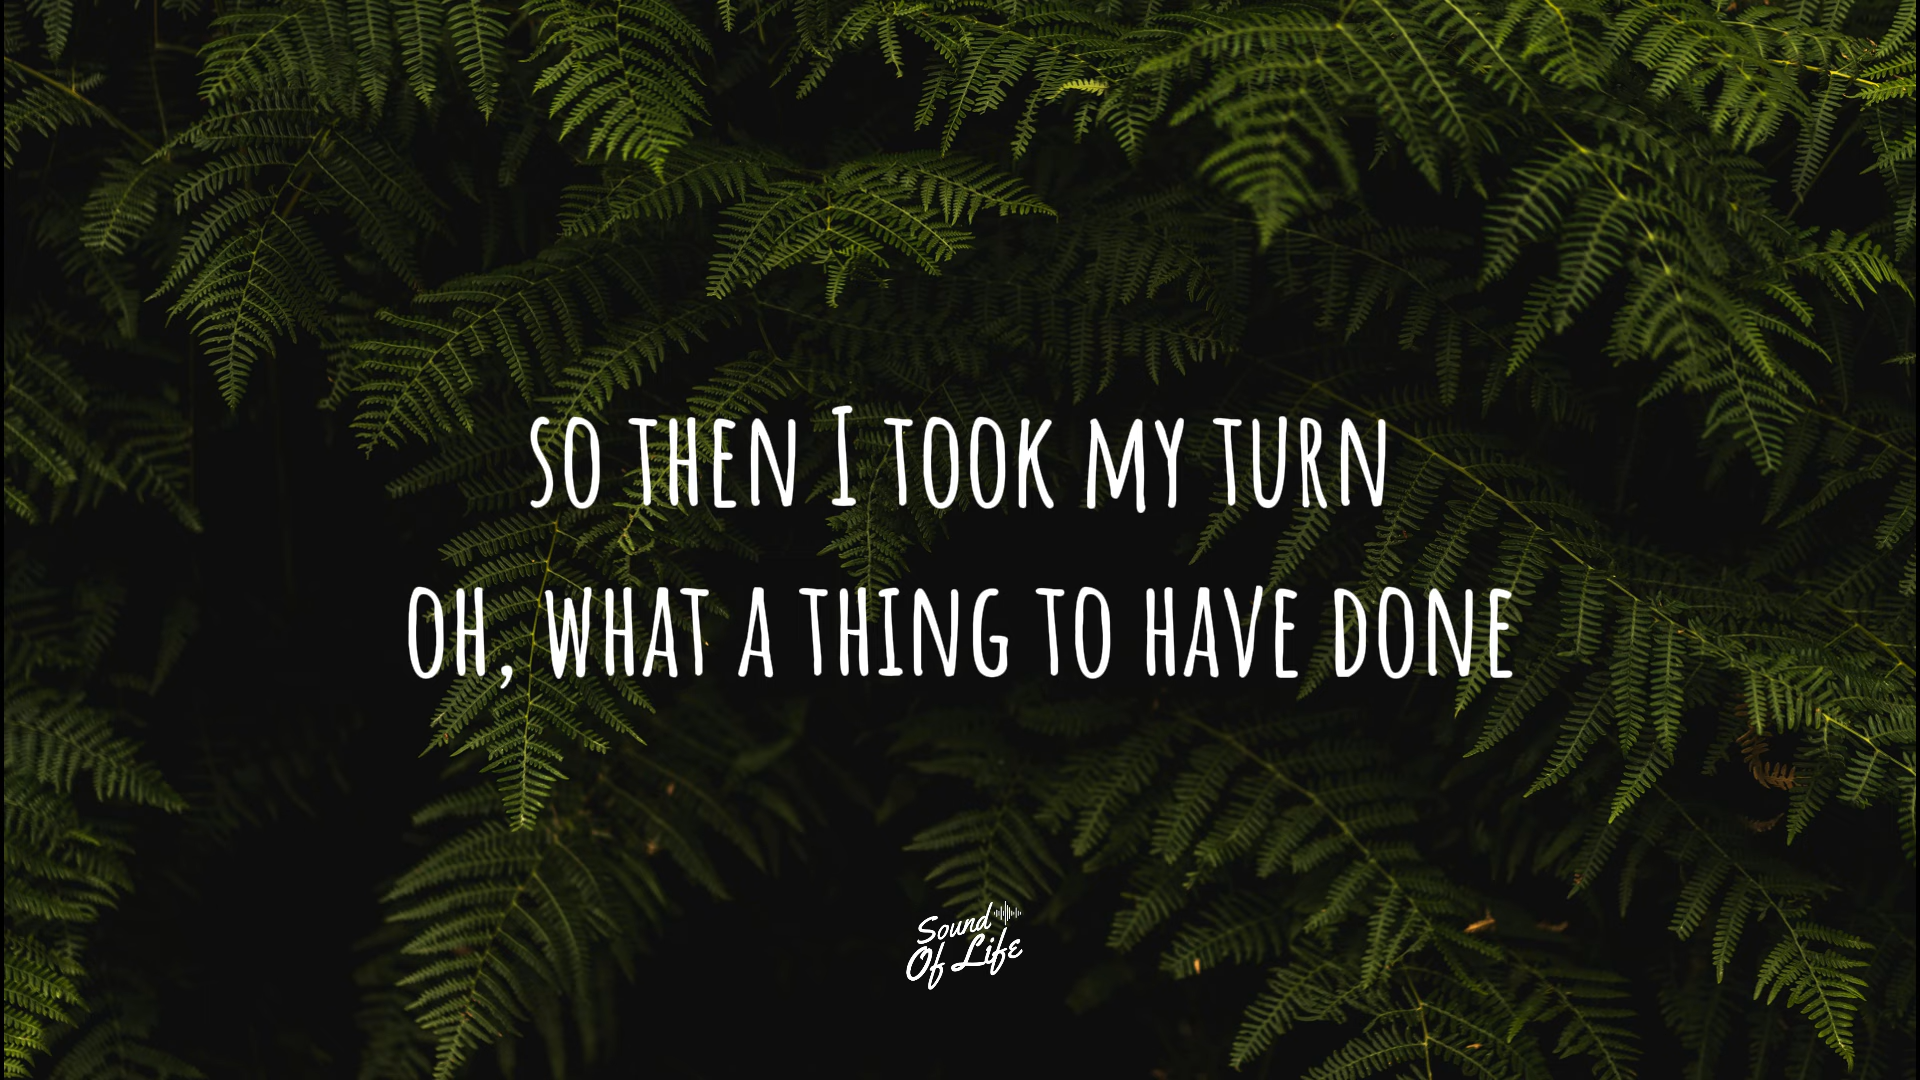 SO THEN I TOOK MY TURN
OH, WHAT A THING TO HAVE DONE
Sound
Of Life